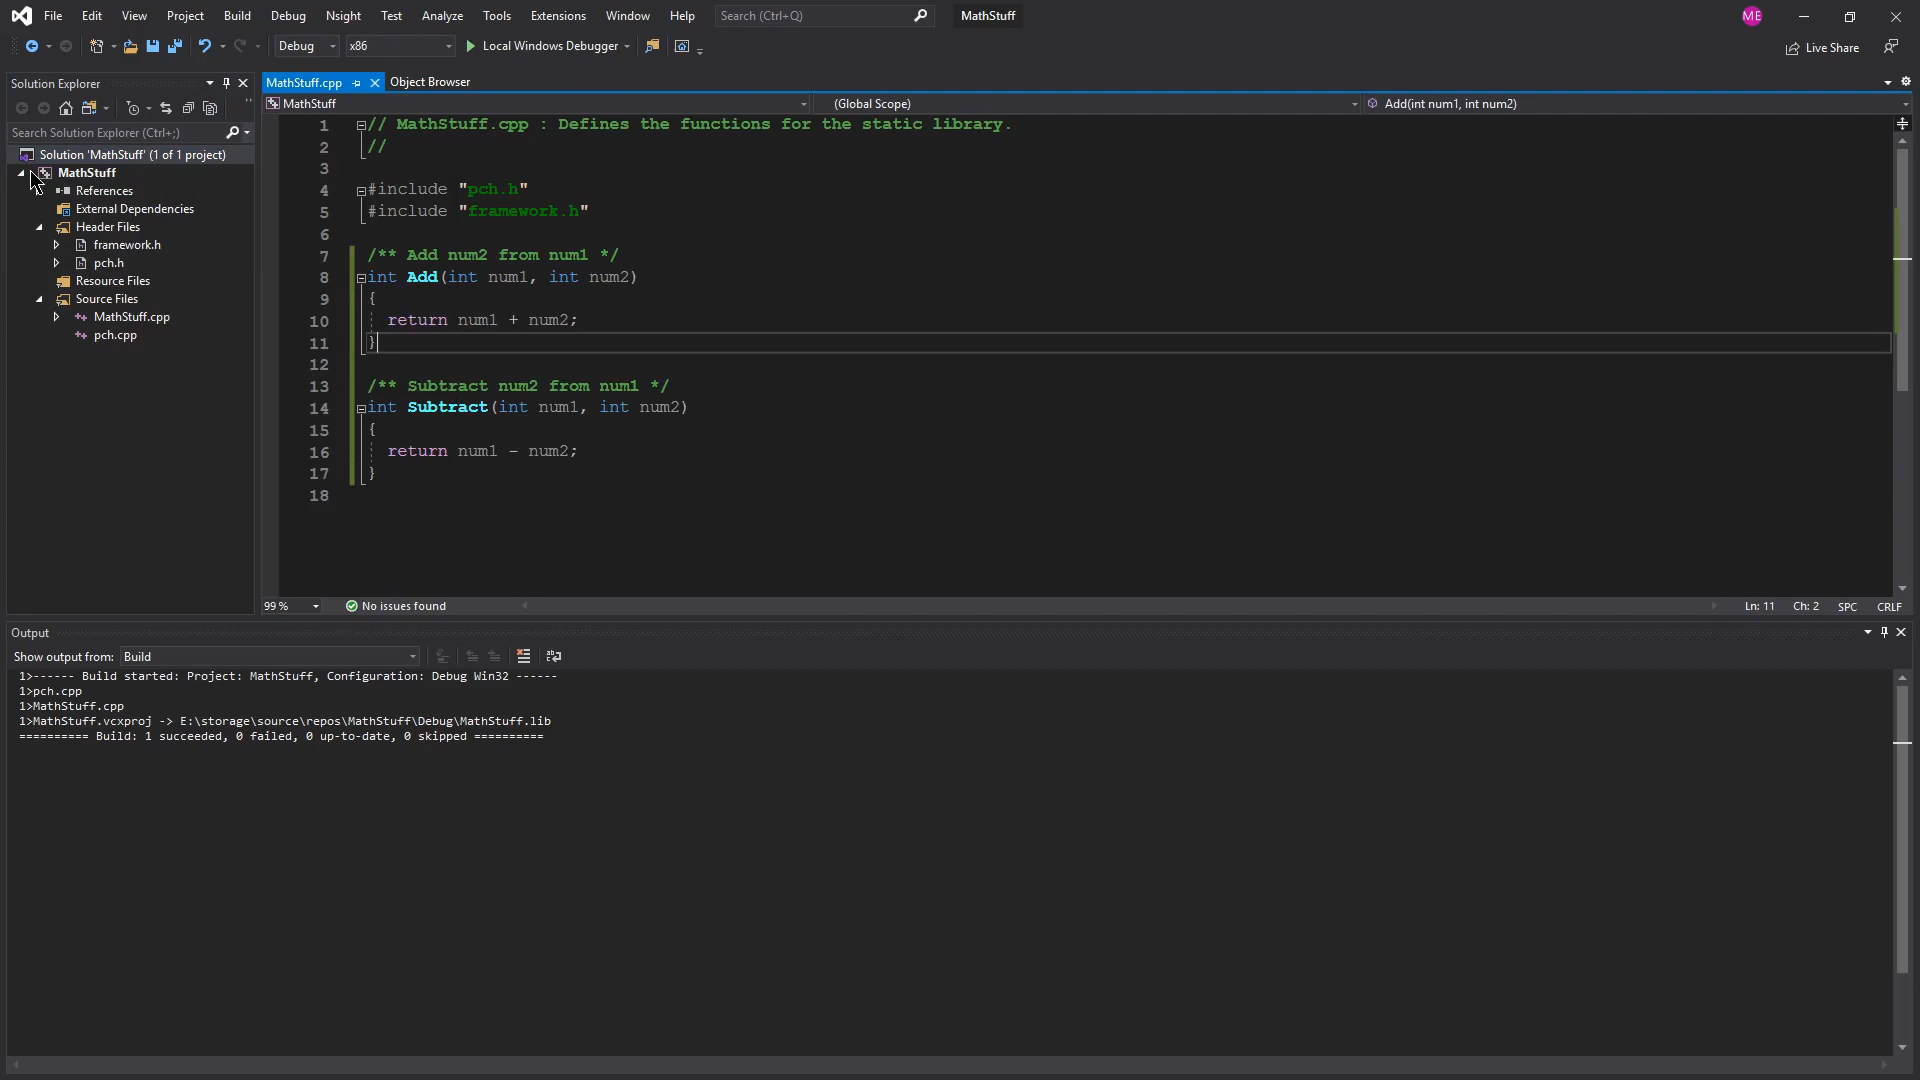 File Edit View Project Build Debug Nsight Test Analyze Tools Extensions Window Help Search (Ctrl+Q) MathStuff ME
Debug x86 Local Windows Debugger Live Share
Solution Explorer
Search Solution Explorer (Ctrl+;)
Solution 'MathStuff' (1 of 1 project)
MathStuff
References
External Dependencies
Header Files
framework.h
pch.h
Resource Files
Source Files
MathStuff.cpp
pch.cpp
MathStuff.cpp Object Browser
MathStuff (Global Scope) Add(int num1, int num2)
1 // MathStuff.cpp : Defines the functions for the static library.
2 //
3
4 #include "pch.h"
5 #include "framework.h"
6
7 /** Add num2 from num1 */
8 int Add(int num1, int num2)
9 {
10 return num1 + num2;
11 }
12
13 /** Subtract num2 from num1 */
14 int Subtract(int num1, int num2)
15 {
16 return num1 - num2;
17 }
18
99 % No issues found Ln: 11 Ch: 2 SPC CRLF
Output
Show output from: Build
1>------ Build started: Project: MathStuff, Configuration: Debug Win32 ------
1>pch.cpp
1>MathStuff.cpp
1>MathStuff.vcxproj -> E:\storage\source\repos\MathStuff\Debug\MathStuff.lib
========== Build: 1 succeeded, 0 failed, 0 up-to-date, 0 skipped ==========